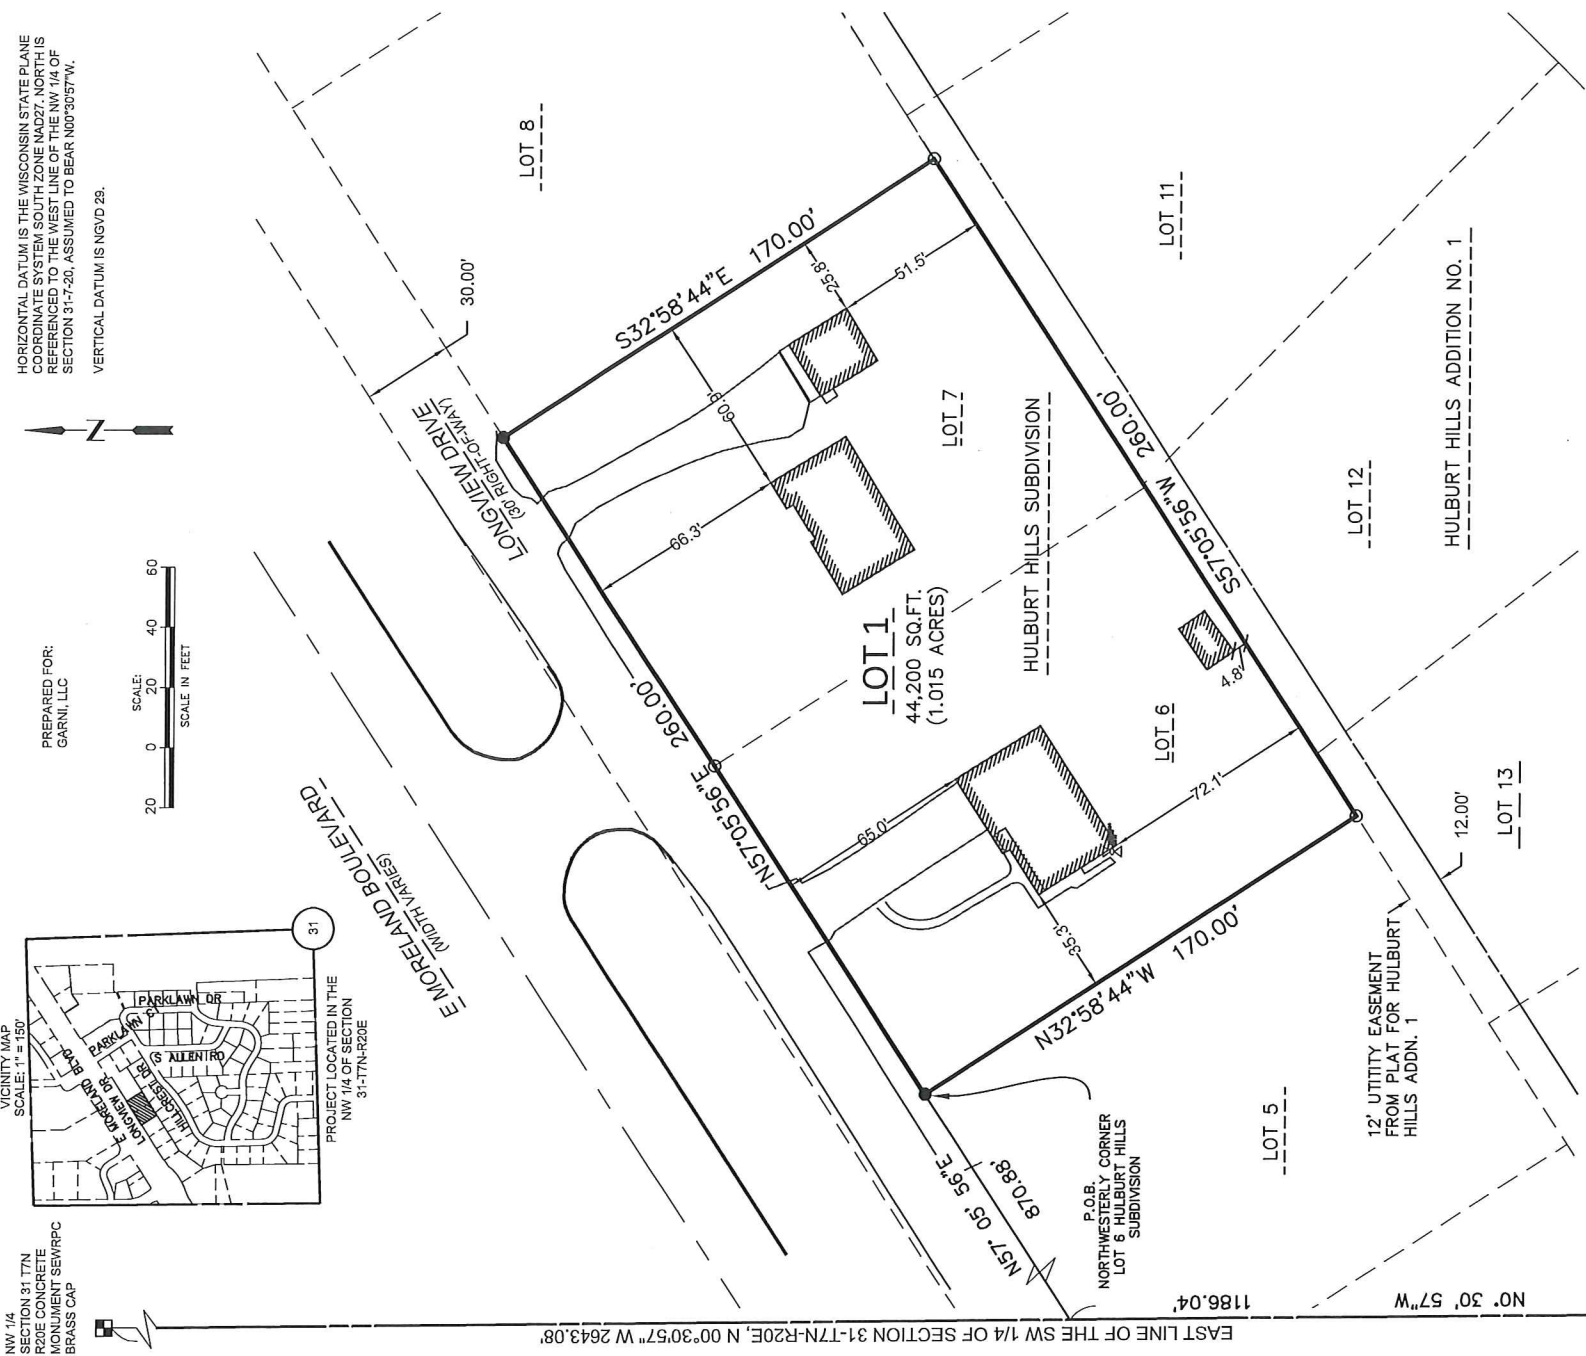 HORIZONTAL DATUM IS THE WISCONSIN STATE PLANE
COORDINATE SYSTEM SOUTH ZONE NAD27. NORTH IS
REFERENCED TO THE WEST LINE OF THE NW 1/4 OF
SECTION 31-7-20, ASSUMED TO BEAR N00°30'57"W.
VERTICAL DATUM IS NGVD 29.
N
PREPARED FOR:
GARNI, LLC
SCALE:
20 0 20 40 60
SCALE IN FEET
VICINITY MAP
SCALE: 1" = 150'
PARKLAWN DR
PARKLAWN CT
S ALLEN RD
E MORELAND BLVD
LONGVIEW DR.
HILLCREST DR
31
PROJECT LOCATED IN THE
NW 1/4 OF SECTION
31-T7N-R20E
NW 1/4
SECTION 31 T7N
R20E CONCRETE
MONUMENT SEWRPC
BRASS CAP
LOT 8
30.00'
LONGVIEW DRIVE
(30' RIGHT-OF-WAY)
E MORELAND BOULEVARD
(WIDTH VARIES)
S32°58'44"E 170.00'
25.8'
51.5'
60.9'
66.3'
N57°05'56"E 260.00'
LOT 7
HULBURT HILLS SUBDIVISION
LOT 1
44,200 SQ.FT.
(1.015 ACRES)
LOT 6
65.0'
35.3'
72.1'
4.8'
S57°05'56"W 260.00'
N32°58'44"W 170.00'
LOT 11
LOT 12
HULBURT HILLS ADDITION NO. 1
LOT 13
12.00'
12' UTITITY EASEMENT
FROM PLAT FOR HULBURT
HILLS ADDN. 1
LOT 5
P.O.B.
NORTHWESTERLY CORNER
LOT 6 HULBURT HILLS
SUBDIVISION
N57° 05' 56"E
870.88'
EAST LINE OF THE SW 1/4 OF SECTION 31-T7N-R20E, N 00°30'57" W 2643.08'
1186.04'
N0° 30' 57"W